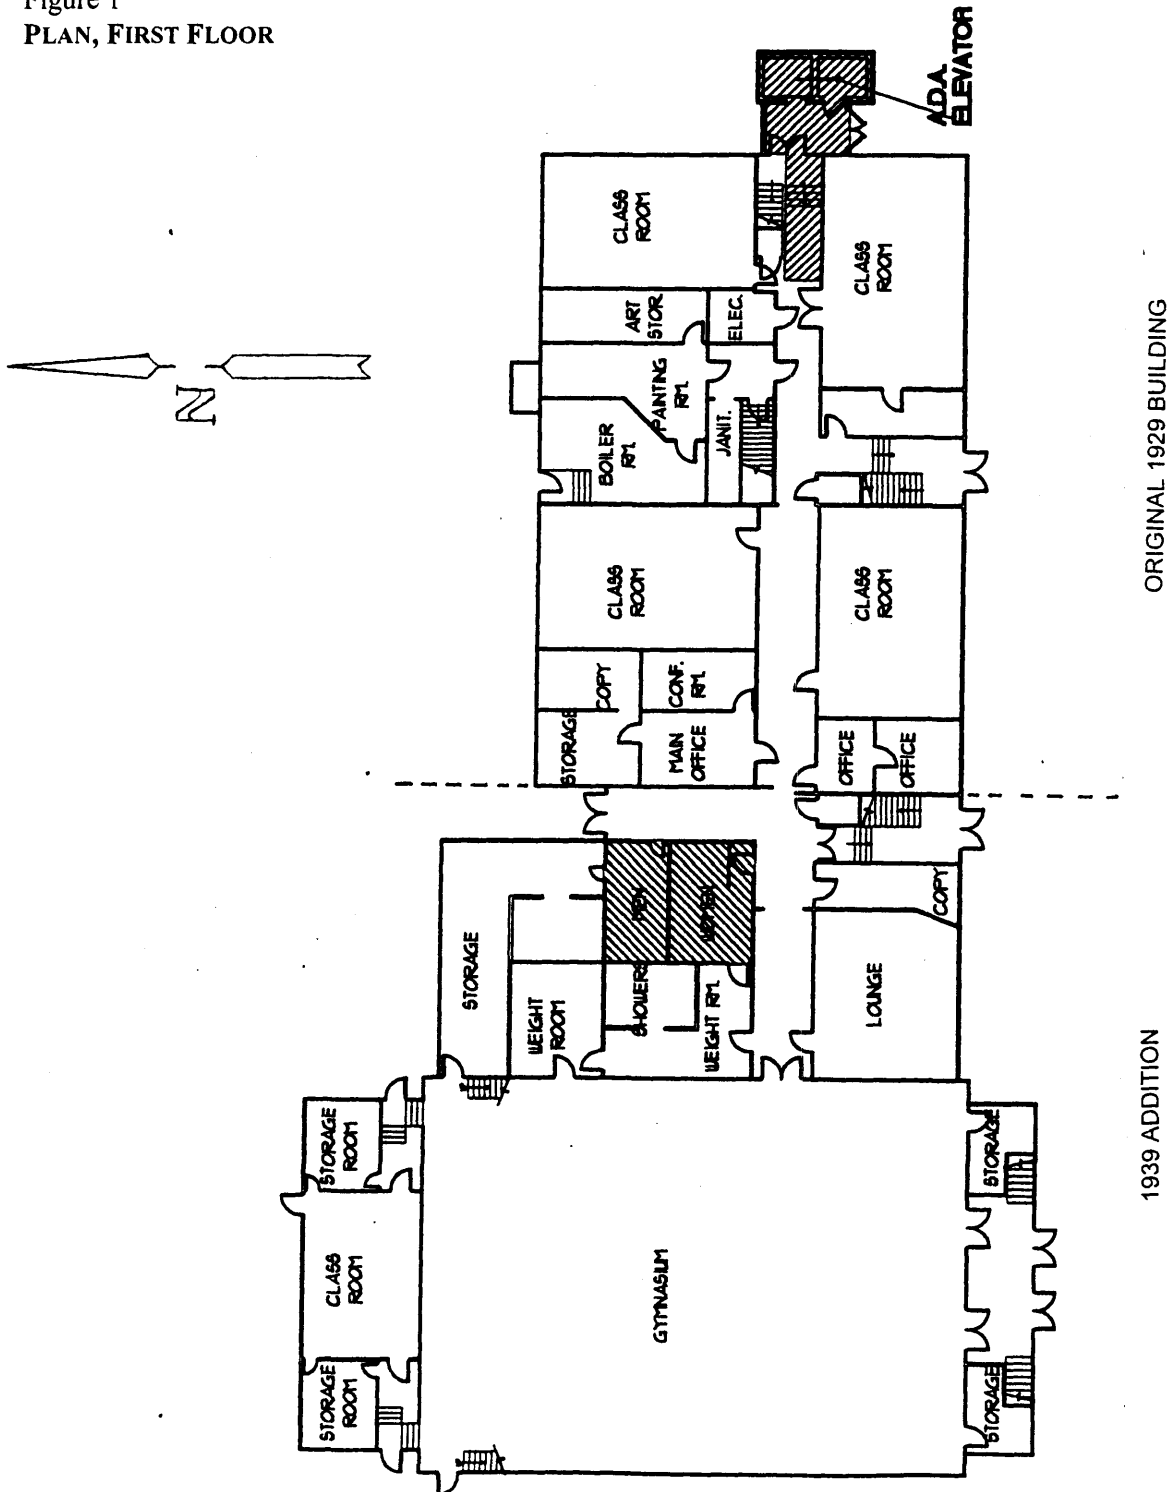 Figure 1
PLAN, FIRST FLOOR
A.D.A.
ELEVATOR
CLASS
ROOM
CLASS
ROOM
ART
STOR.
ELEC.
PAINTING
RM.
BOILER
RM.
JANIT.
N
CLASS
ROOM
CLASS
ROOM
COPY
CONF.
RM.
STORAGE
MAIN
OFFICE
OFFICE
OFFICE
ORIGINAL 1929 BUILDING
MEN
WOMEN
COPY
STORAGE
WEIGHT
ROOM
SHOWERS
WEIGHT RM.
LOUNGE
STORAGE
ROOM
STORAGE
CLASS
ROOM
GYMNASIUM
STORAGE
ROOM
STORAGE
1939 ADDITION